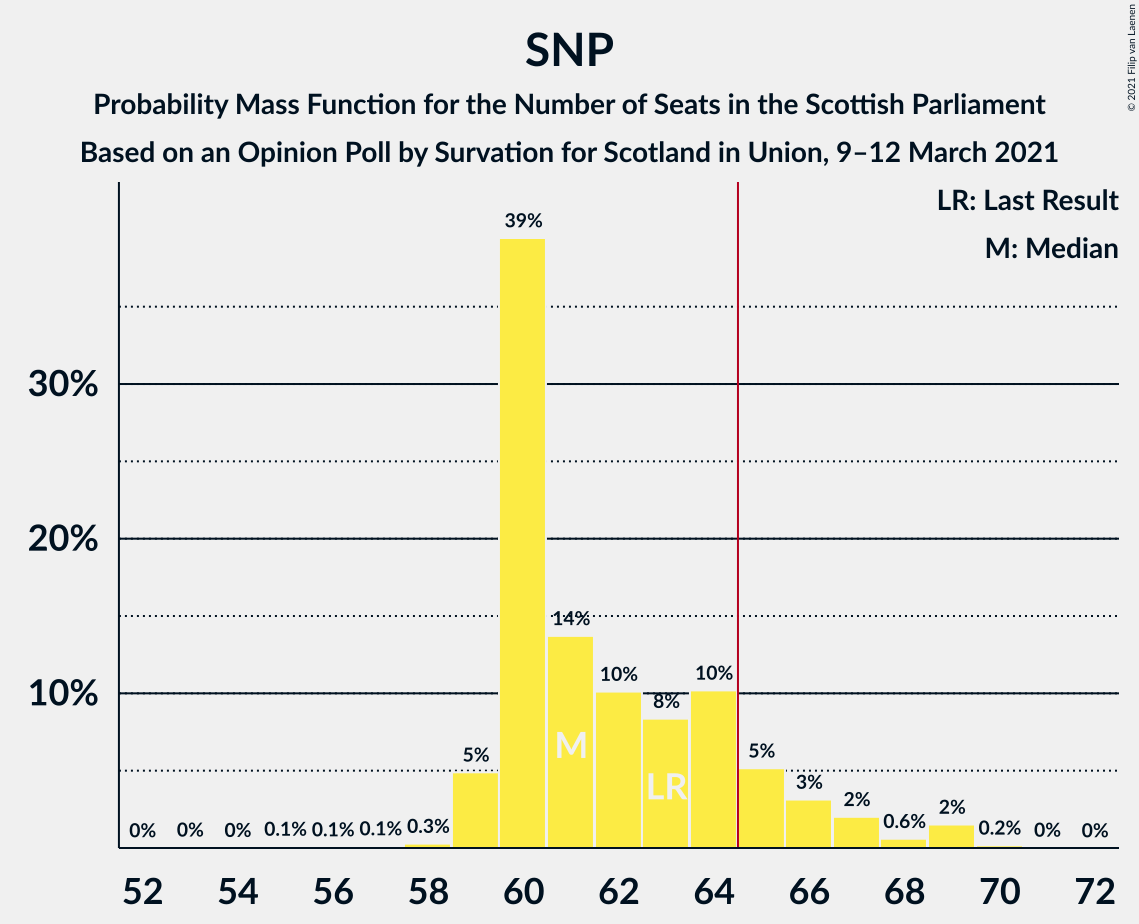 SNP
Probability Mass Function for the Number of Seats in the Scottish Parliament
Based on an Opinion Poll by Survation for Scotland in Union, 9–12 March 2021
© 2021 Filip van Laenen
LR: Last Result
M: Median
39%
30%
20%
14%
10%
10%
10%
8%
M
LR
5%
5%
3%
2%
2%
0% 0% 0% 0.1% 0.1% 0.1% 0.3% 0.6% 0.2% 0% 0%
52 54 56 58 60 62 64 66 68 70 72